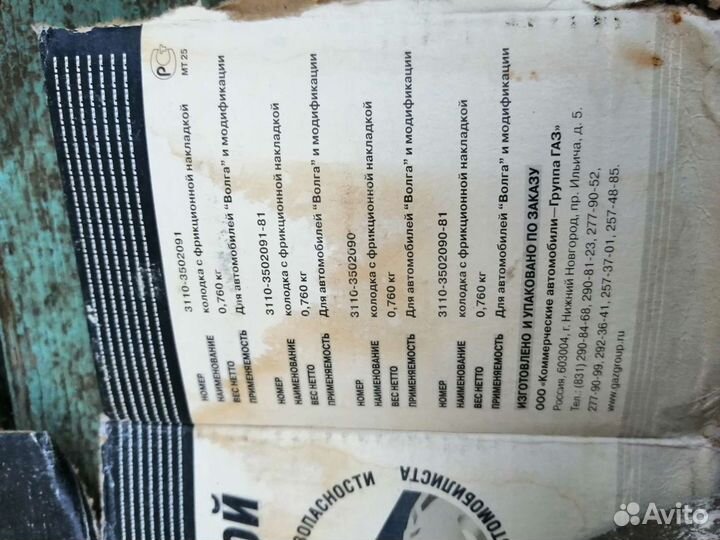 РС
МТ 25
НОМЕР 3110-3502091
НАИМЕНОВАНИЕ колодка с фрикционной накладкой
ВЕС НЕТТО 0,760 кг
ПРИМЕНЯЕМОСТЬ Для автомобилей "Волга" и модификации
НОМЕР 3110-3502091-81
НАИМЕНОВАНИЕ колодка с фрикционной накладкой
ВЕС НЕТТО 0,760 кг
ПРИМЕНЯЕМОСТЬ Для автомобилей "Волга" и модификации
НОМЕР 3110-3502090
НАИМЕНОВАНИЕ колодка с фрикционной накладкой
ВЕС НЕТТО 0,760 кг
ПРИМЕНЯЕМОСТЬ Для автомобилей "Волга" и модификации
НОМЕР 3110-3502090-81
НАИМЕНОВАНИЕ колодка с фрикционной накладкой
ВЕС НЕТТО 0,760 кг
ПРИМЕНЯЕМОСТЬ Для автомобилей "Волга" и модификации
ИЗГОТОВЛЕНО И УПАКОВАНО ПО ЗАКАЗУ
ООО «Коммерческие автомобили–Группа ГАЗ»
Россия, 603004, г. Нижний Новгород, пр. Ильича, д. 5.
Тел.: (831) 290-84-68, 290-81-23, 277-90-52,
277-90-99, 292-36-41, 257-37-01, 257-48-85.
www.gazgroup.ru
Avito